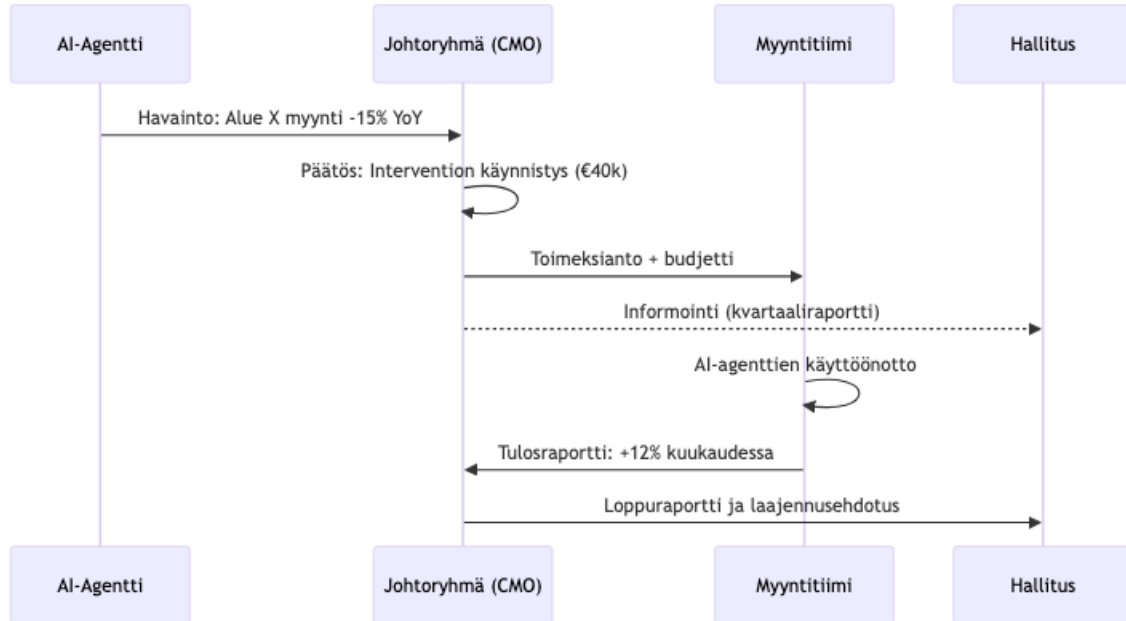 AI-Agentti
Johtoryhmä (CMO)
Myyntitiimi
Hallitus
Havainto: Alue X myynti -15% YoY
Päätös: Intervention käynnistys (€40k)
Toimeksianto + budjetti
Informointi (kvartaaliraportti)
AI-agenttien käyttöönotto
Tulosraportti: +12% kuukaudessa
Loppuraportti ja laajennusehdotus
AI-Agentti
Johtoryhmä (CMO)
Myyntitiimi
Hallitus